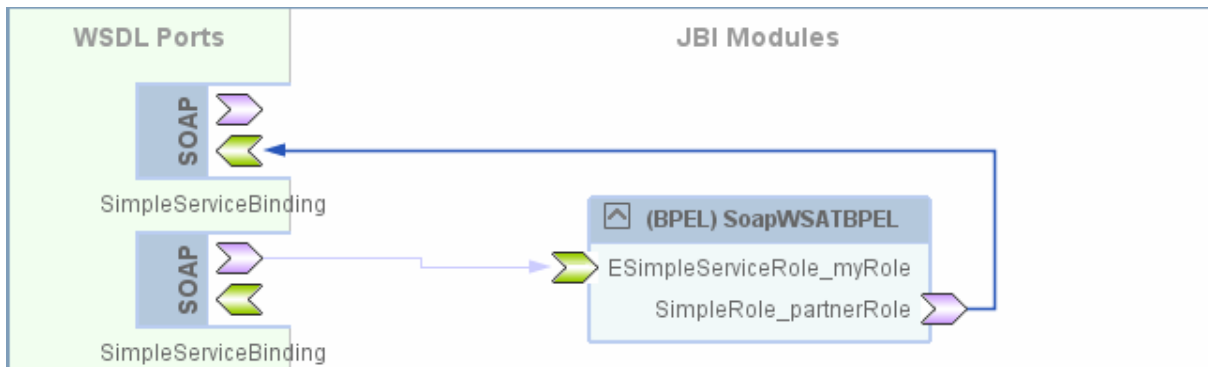 WSDL Ports
JBI Modules
SOAP
SimpleServiceBinding
(BPEL) SoapWSATBPEL
ESimpleServiceRole_myRole
SimpleRole_partnerRole
SOAP
SimpleServiceBinding